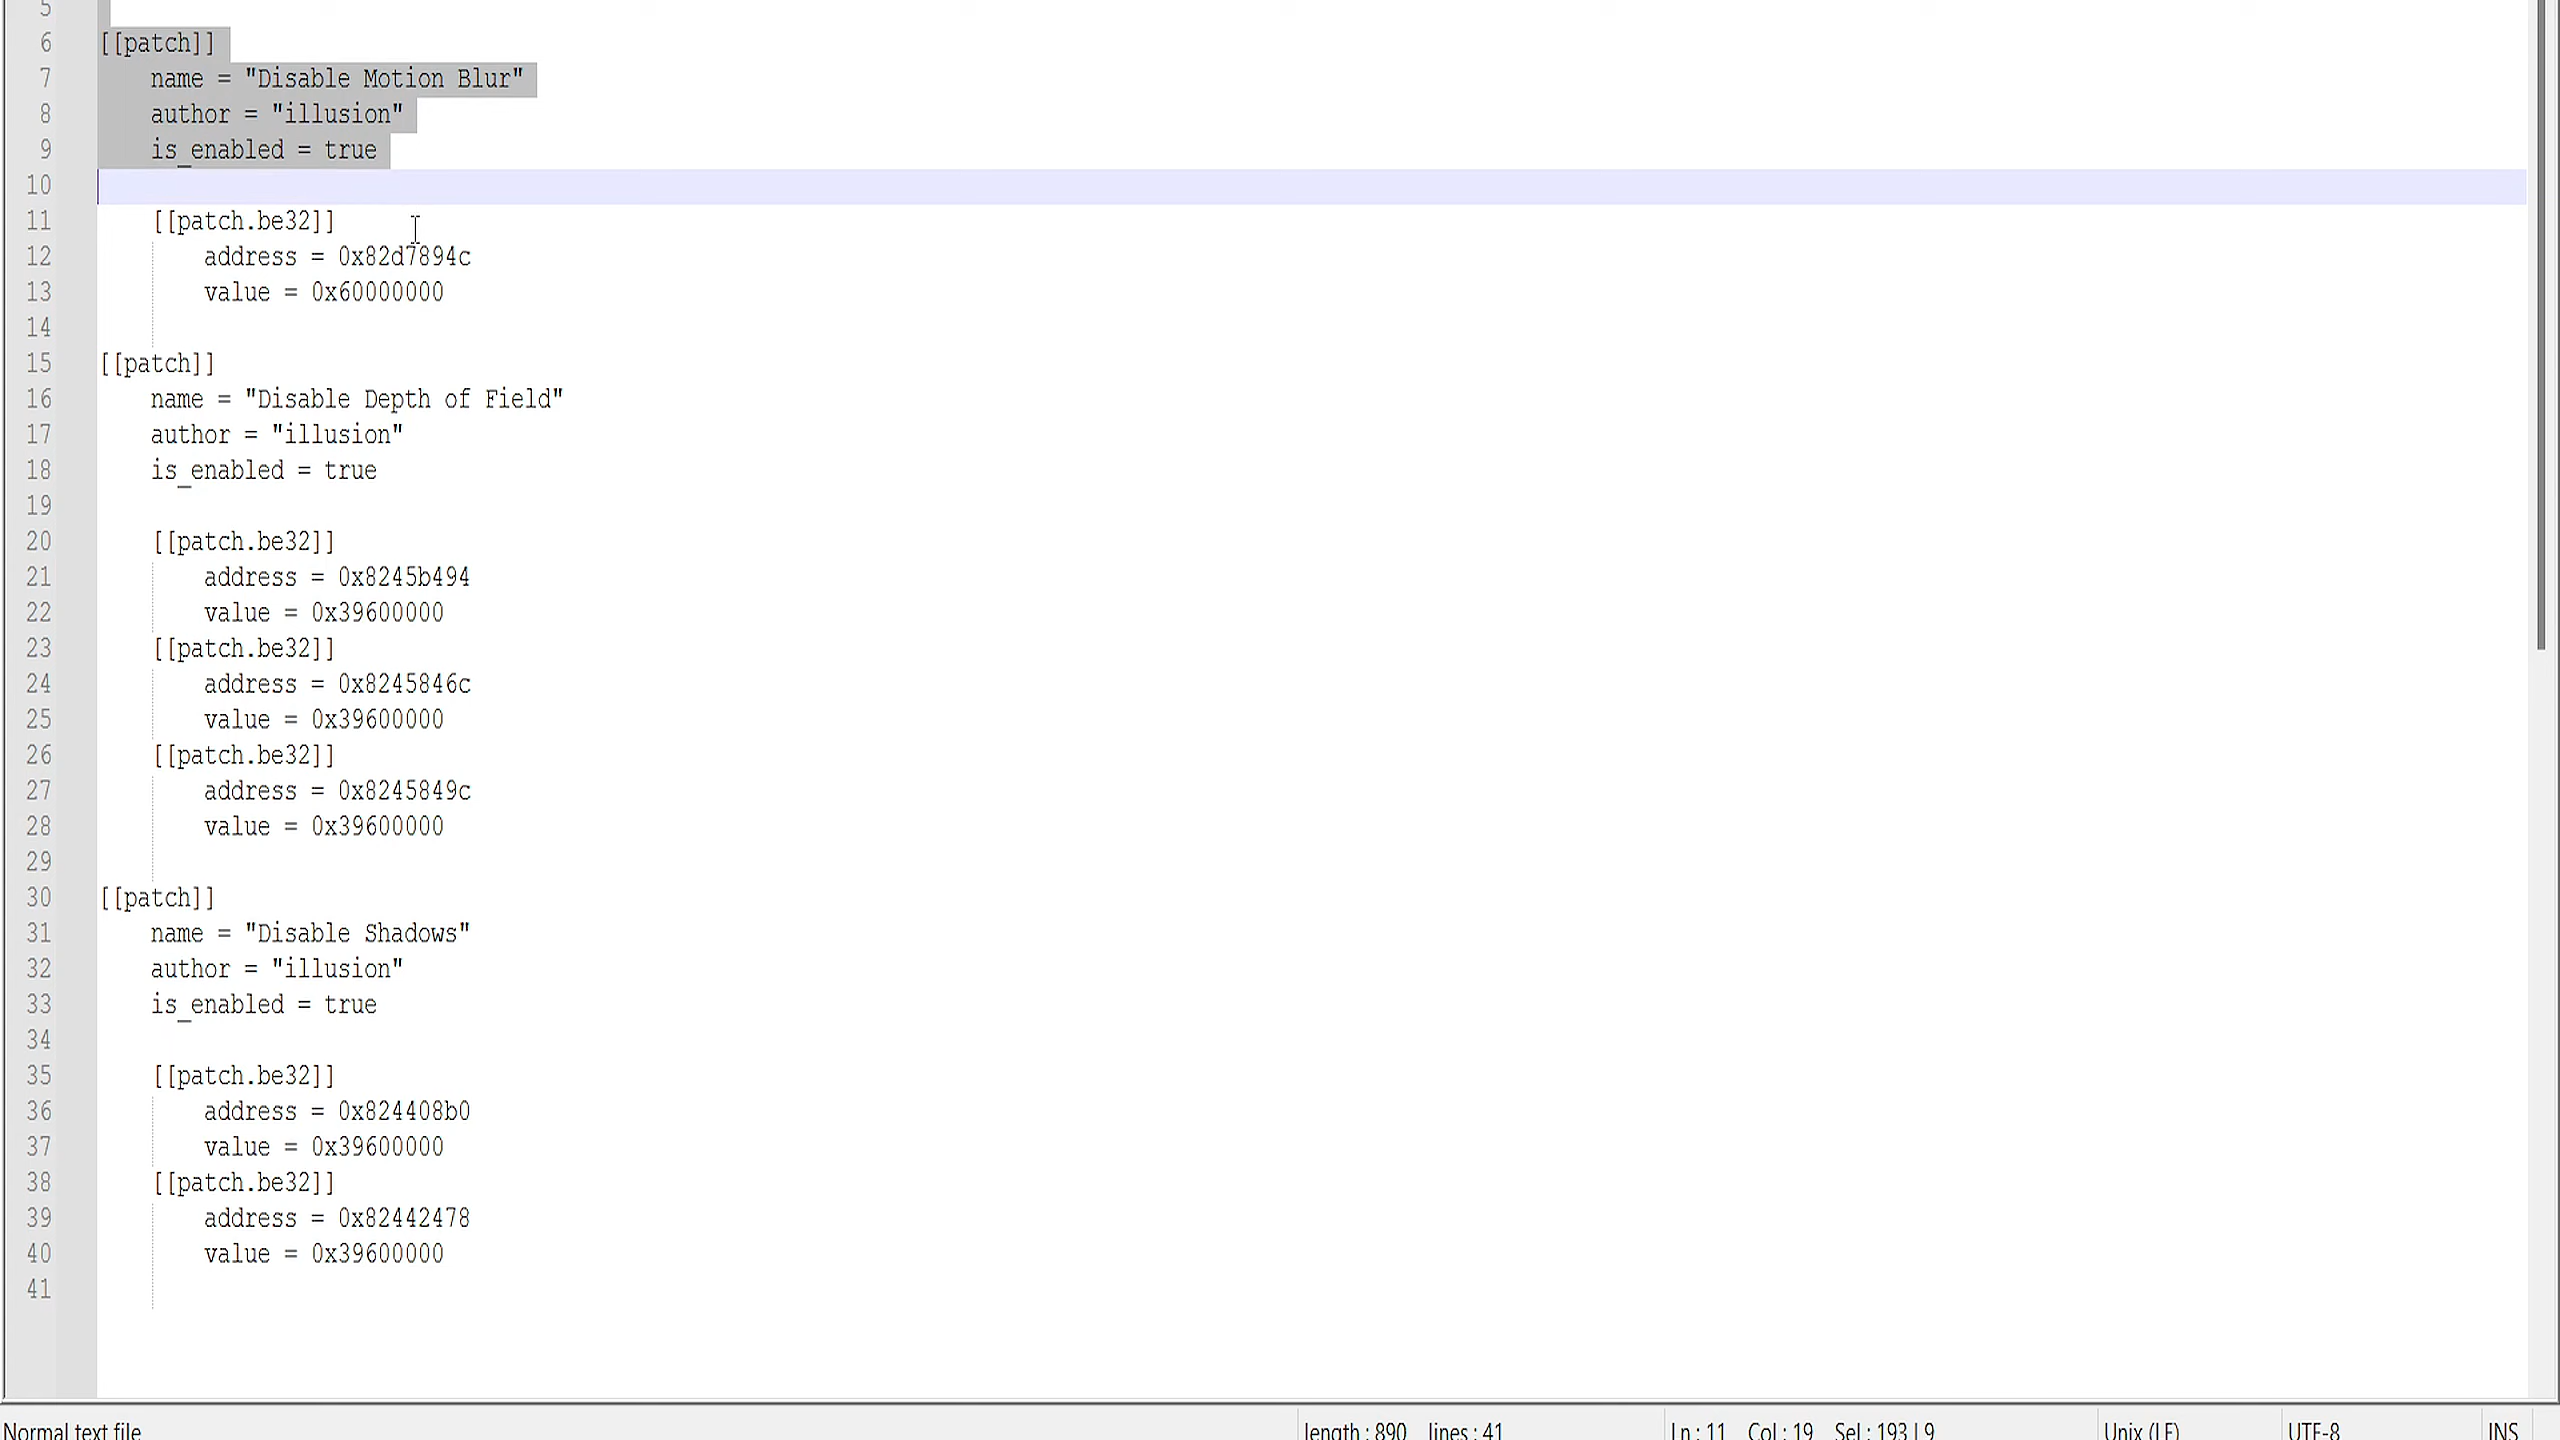 5
6 [[patch]]
7 name = "Disable Motion Blur"
8 author = "illusion"
9 is_enabled = true
10
11 [[patch.be32]]
12 address = 0x82d7894c
13 value = 0x60000000
14
15 [[patch]]
16 name = "Disable Depth of Field"
17 author = "illusion"
18 is_enabled = true
19
20 [[patch.be32]]
21 address = 0x8245b494
22 value = 0x39600000
23 [[patch.be32]]
24 address = 0x8245846c
25 value = 0x39600000
26 [[patch.be32]]
27 address = 0x8245849c
28 value = 0x39600000
29
30 [[patch]]
31 name = "Disable Shadows"
32 author = "illusion"
33 is_enabled = true
34
35 [[patch.be32]]
36 address = 0x824408b0
37 value = 0x39600000
38 [[patch.be32]]
39 address = 0x82442478
40 value = 0x39600000
41
Normal text file length : 890 lines : 41 Ln : 11 Col : 19 Sel : 193 | 9 Unix (LF) UTF-8 INS